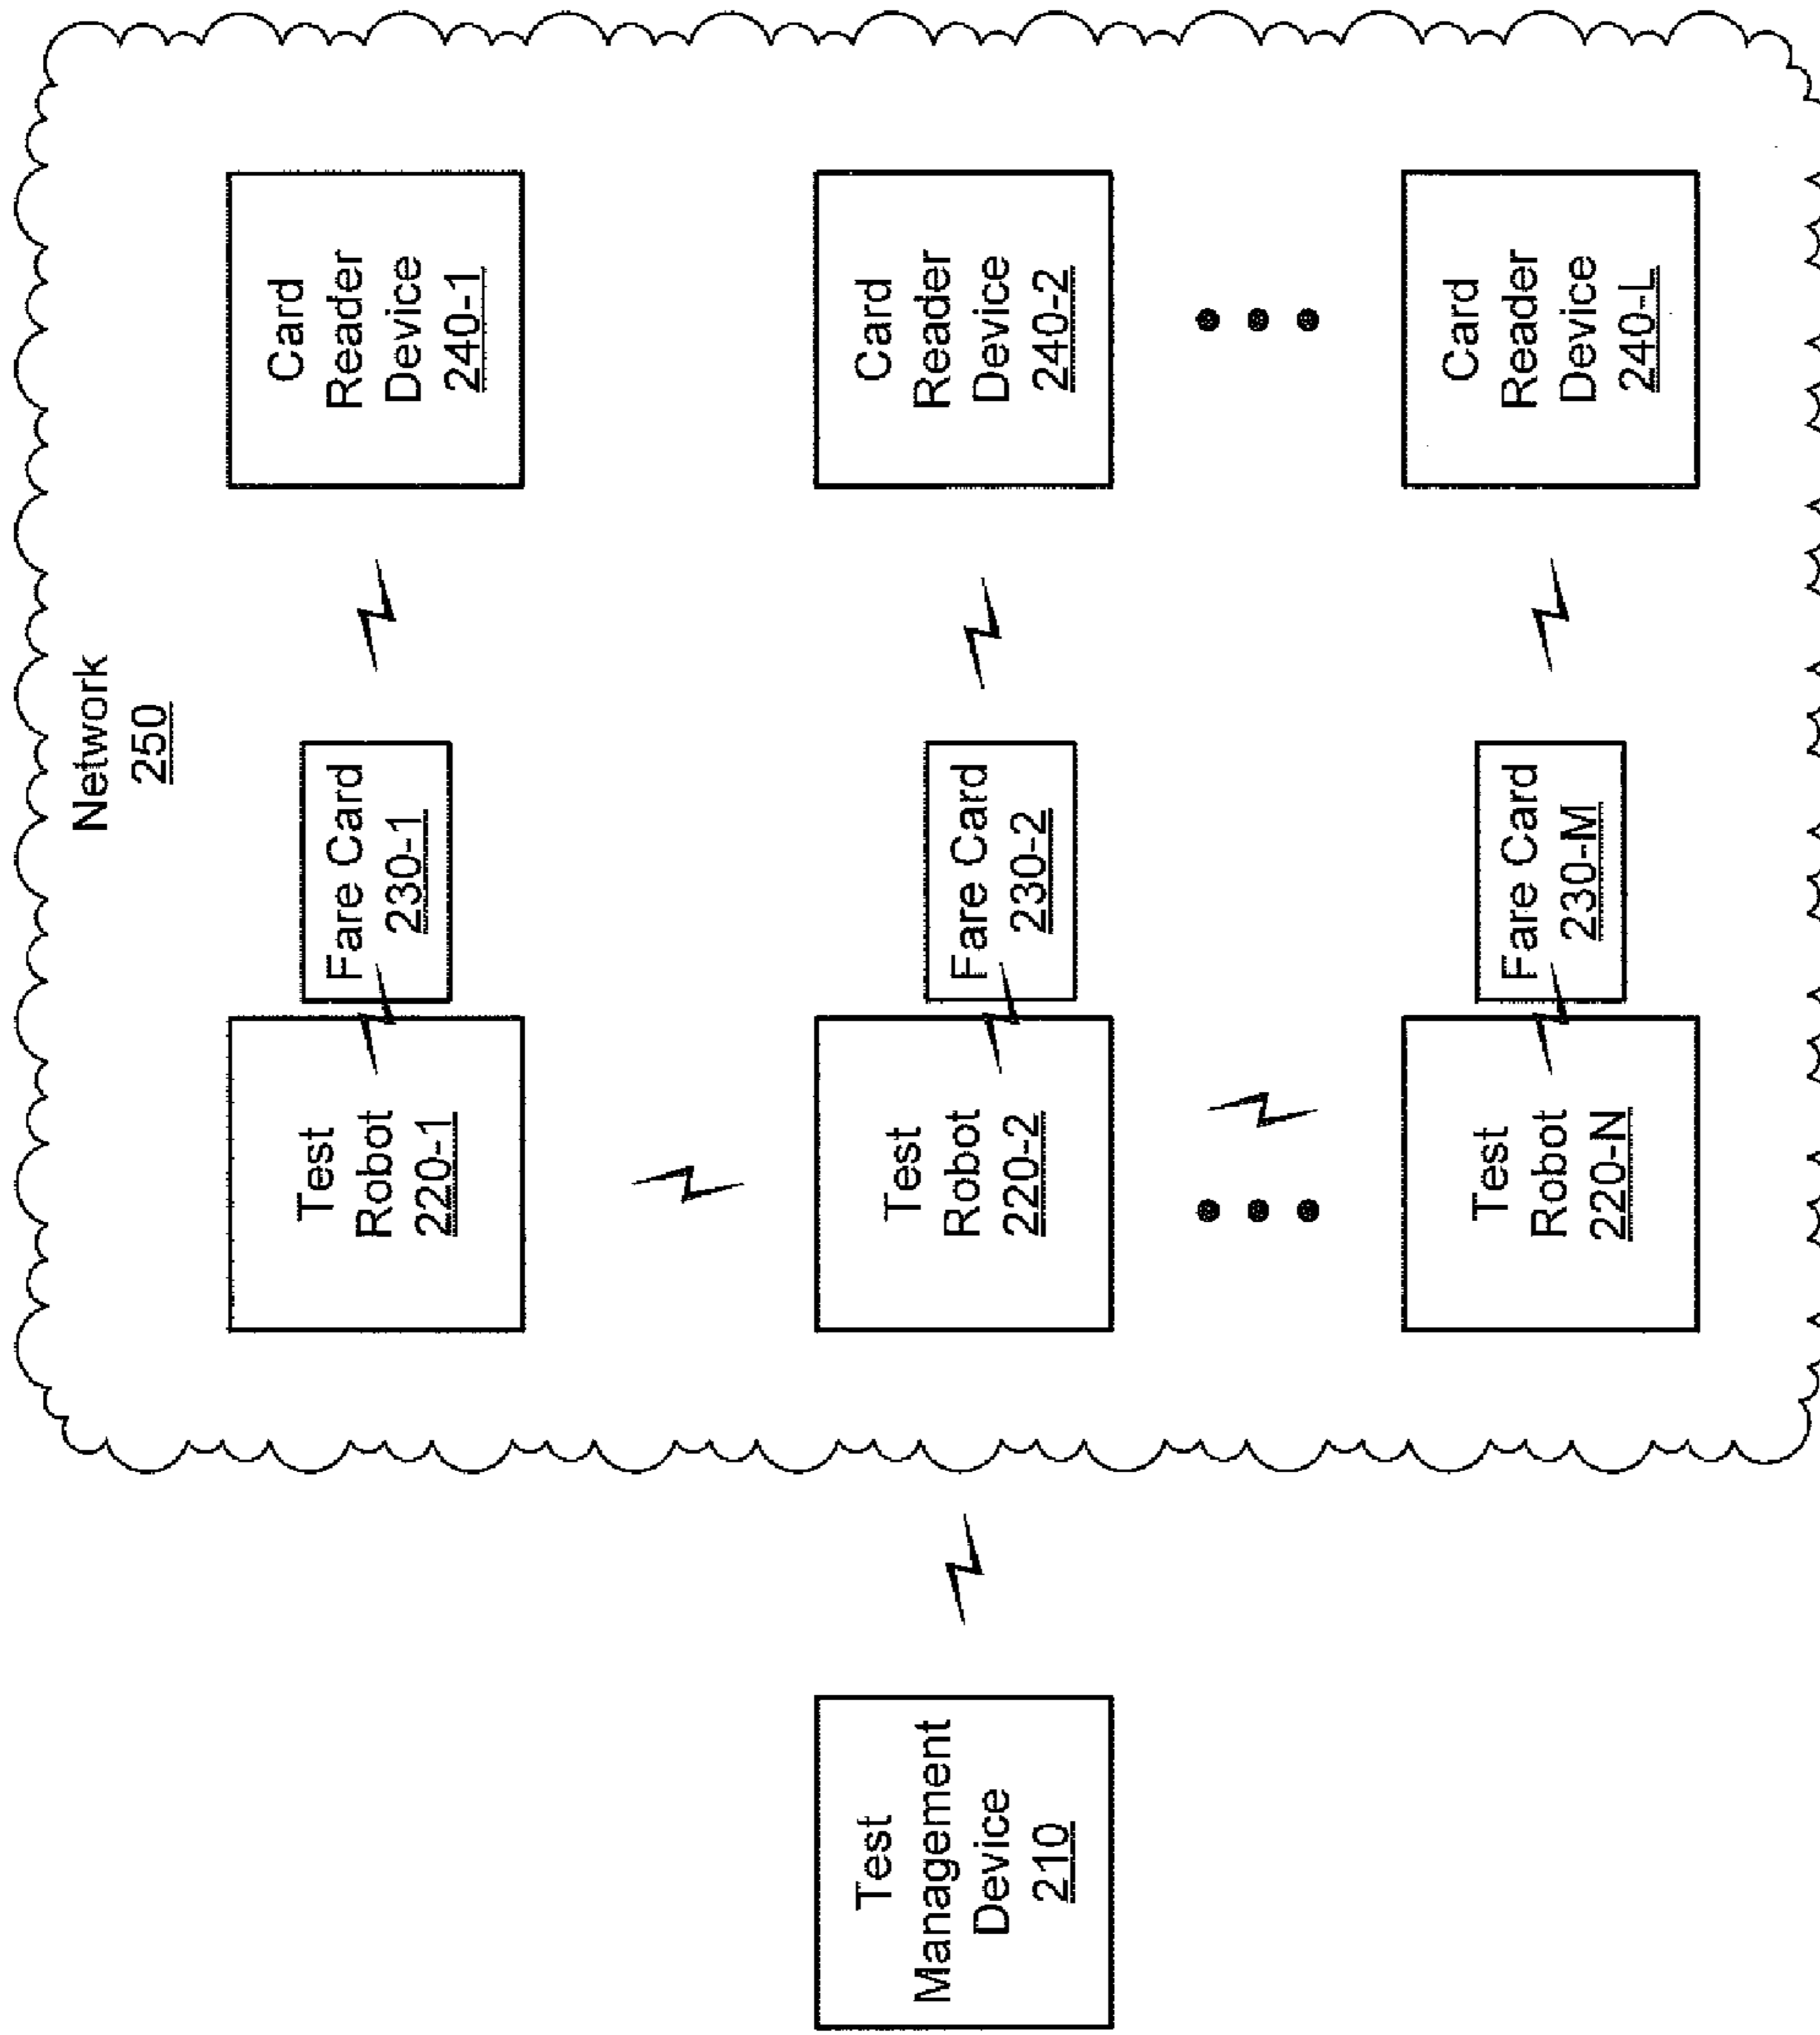 Network
250
Test
Management
Device
210
Test
Robot
220-1
Fare Card
230-1
Card
Reader
Device
240-1
Test
Robot
220-2
Fare Card
230-2
Card
Reader
Device
240-2
Test
Robot
220-N
Fare Card
230-M
Card
Reader
Device
240-L